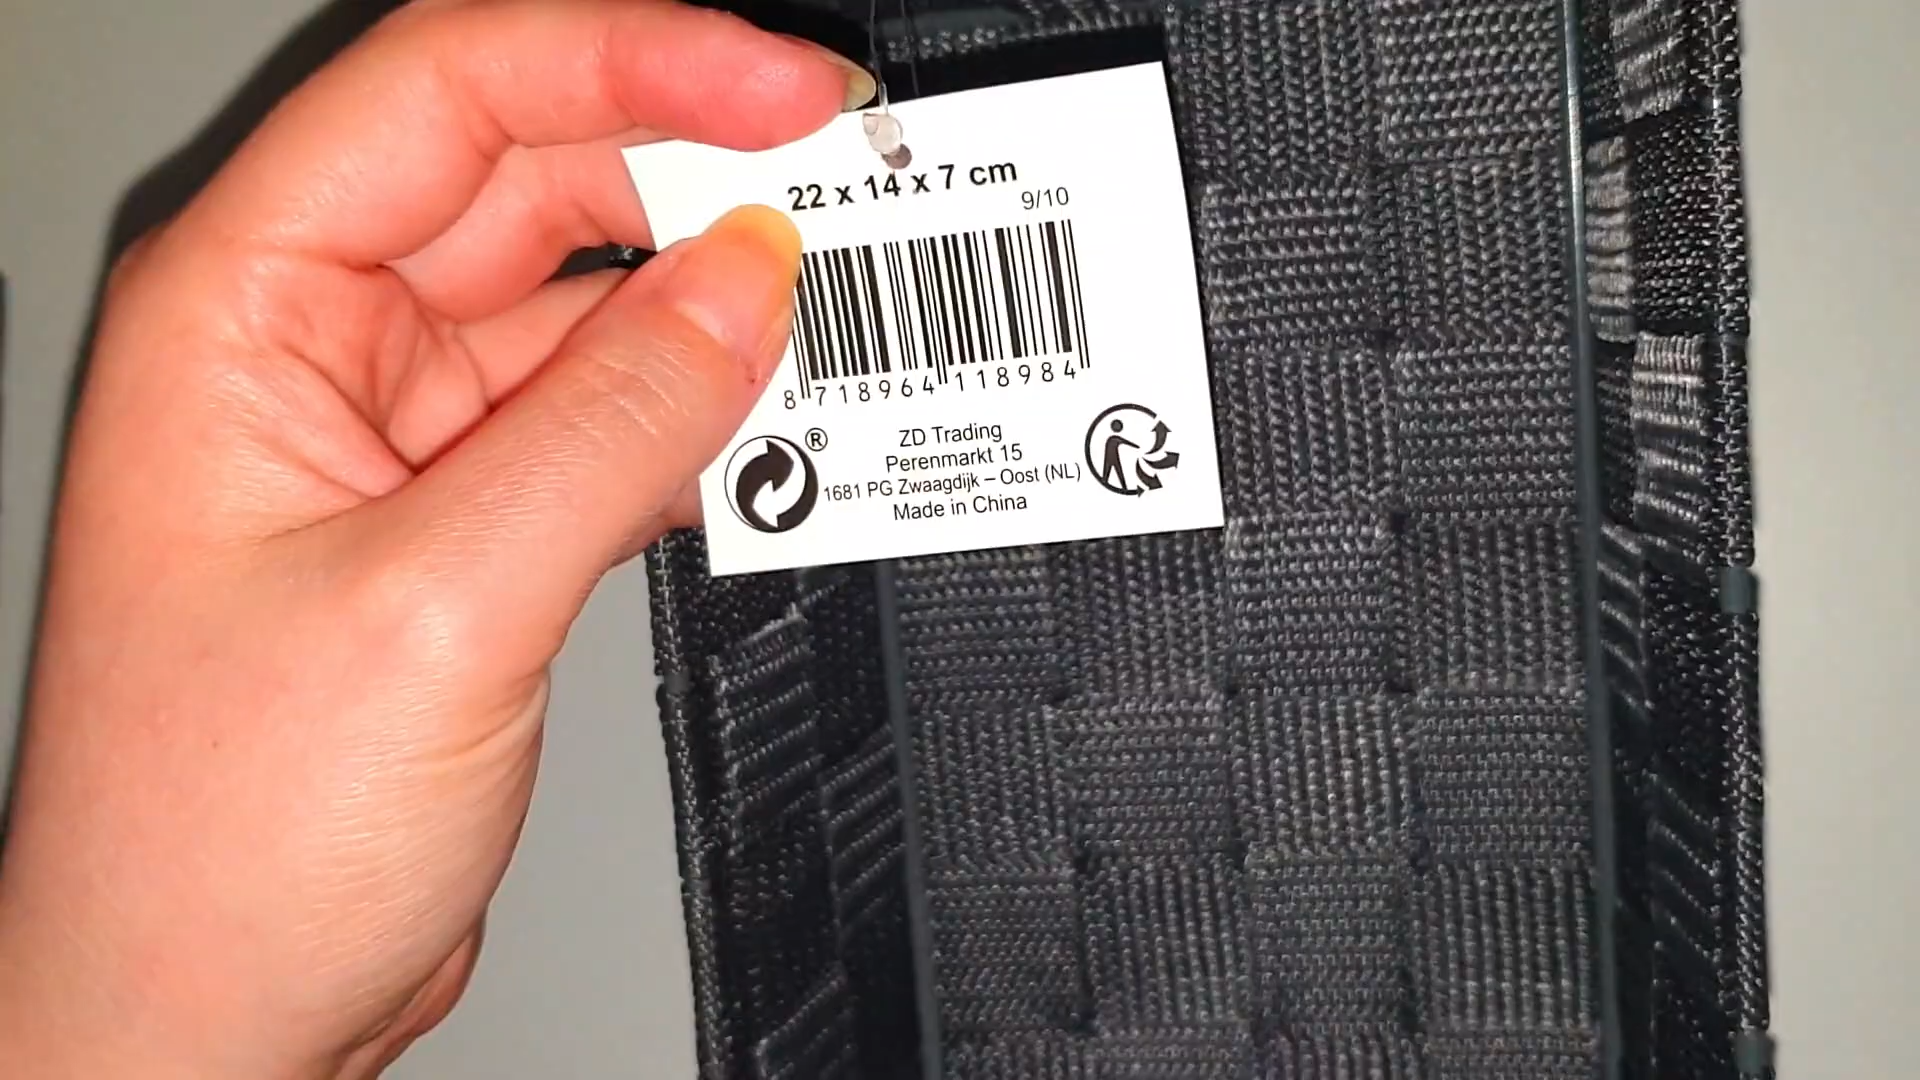 22 x 14 x 7 cm
9/10
8 718964 118984
®
ZD Trading
Perenmarkt 15
1681 PG Zwaagdijk – Oost (NL)
Made in China